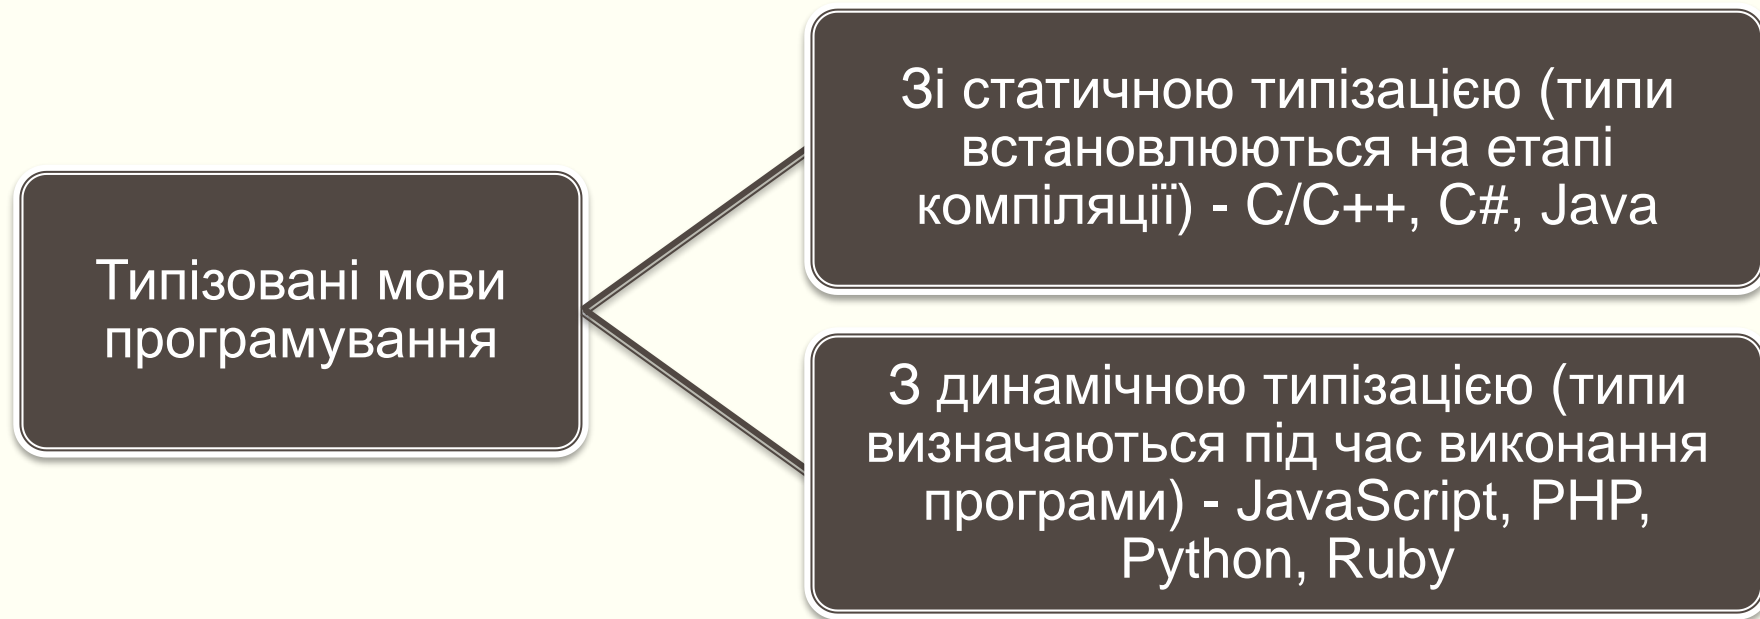 Типізовані мови
програмування
Зі статичною типізацією (типи
встановлюються на етапі
компіляції) - C/C++, C#, Java
З динамічною типізацією (типи
визначаються під час виконання
програми) - JavaScript, PHP,
Python, Ruby